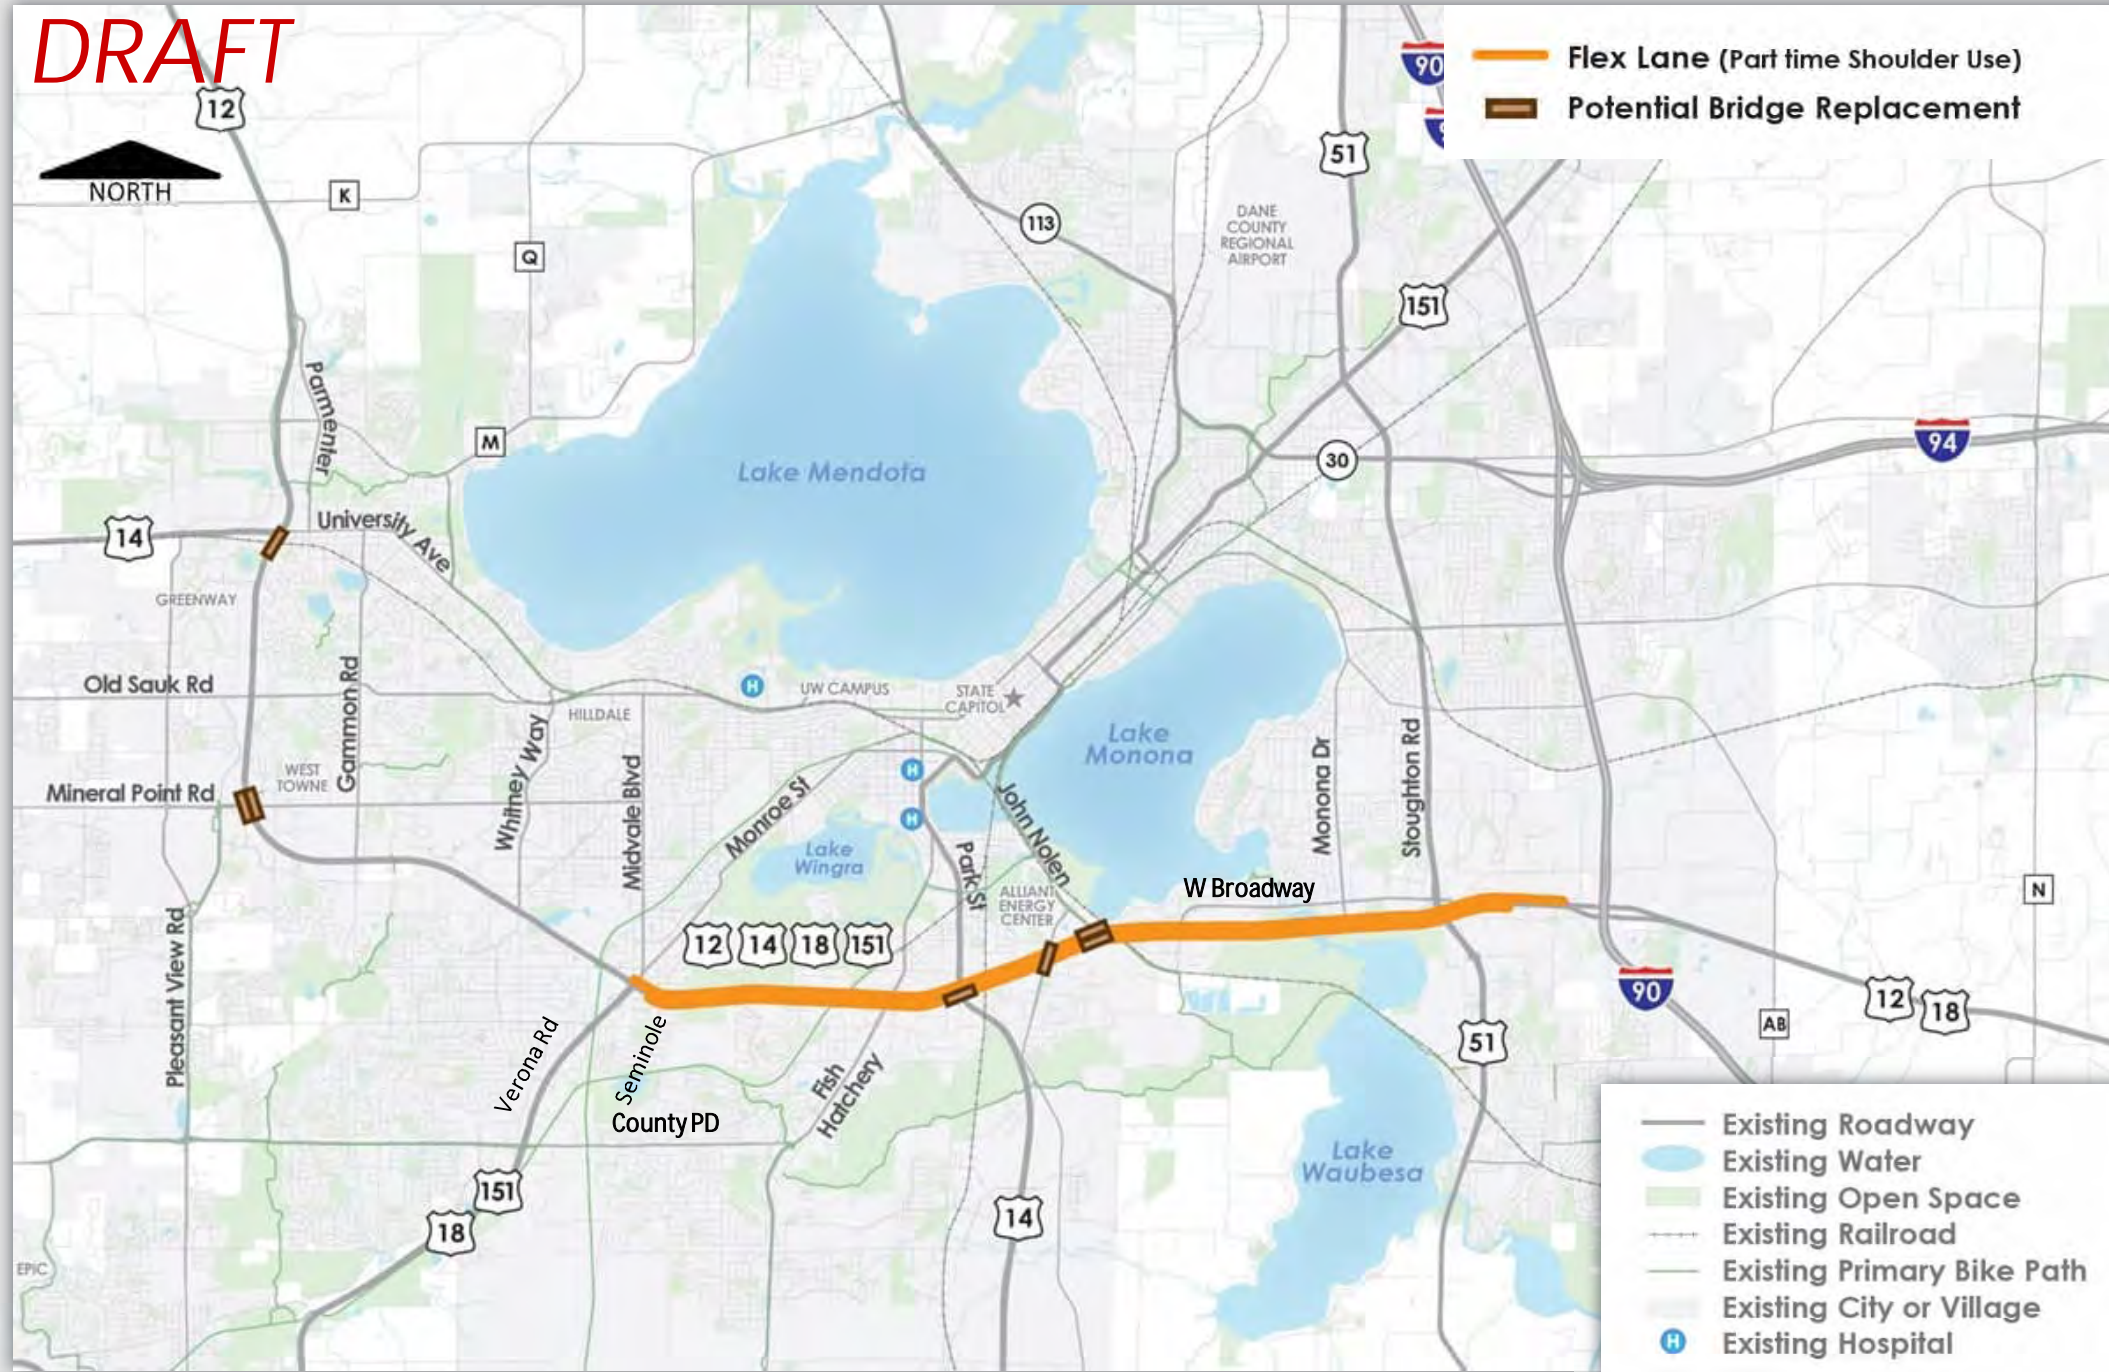 DRAFT
12
NORTH
K
Q
M
113
51
90
Flex Lane (Part time Shoulder Use)
Potential Bridge Replacement
DANE
COUNTY
REGIONAL
AIRPORT
151
30
94
Parmenter
Lake Mendota
14
University Ave
GREENWAY
Old Sauk Rd
Gammon Rd
HILLDALE
UW CAMPUS
H
STATE
CAPITOL
Lake
Monona
WEST
TOWNE
Mineral Point Rd
Whitney Way
Midvale Blvd
Monroe St
H
H
Lake
Wingra
John Nolen
Park St
ALLIANT
ENERGY
CENTER
Monona Dr
Stoughton Rd
W Broadway
N
12 14 18 151
Pleasant View Rd
Verona Rd
Seminole
Fish
Hatchery
County PD
90
12
18
AB
51
151
18
14
EPIC
Lake
Waubesa
Existing Roadway
Existing Water
Existing Open Space
Existing Railroad
Existing Primary Bike Path
Existing City or Village
H Existing Hospital